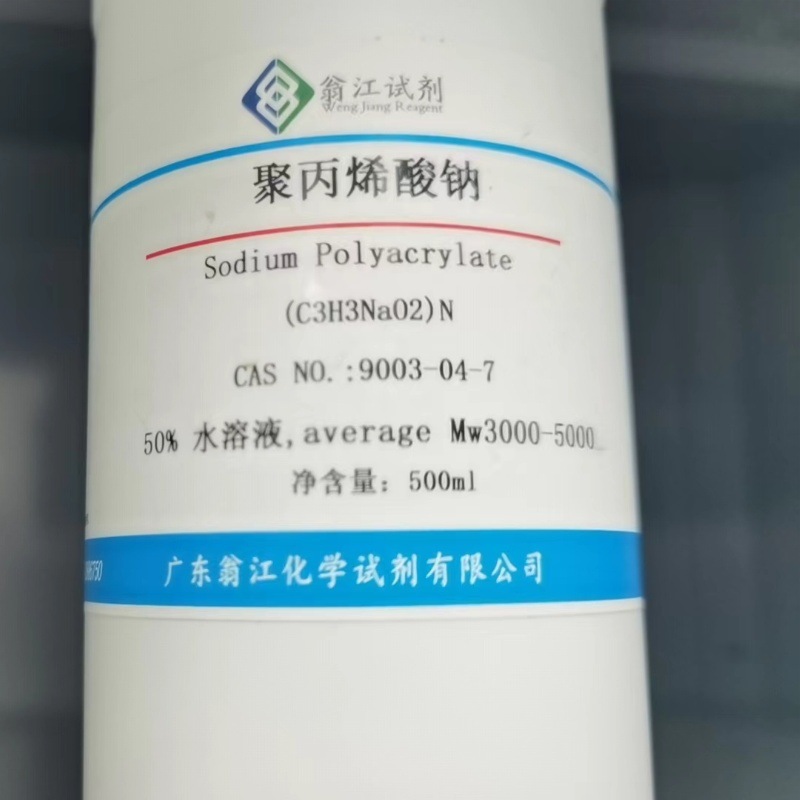 翁江试剂
Weng Jiang Reagent
聚丙烯酸钠
Sodium Polyacrylate
(C3H3NaO2)N
CAS NO.:9003-04-7
50% 水溶液,average Mw3000-5000
净含量：500ml
广东翁江化学试剂有限公司